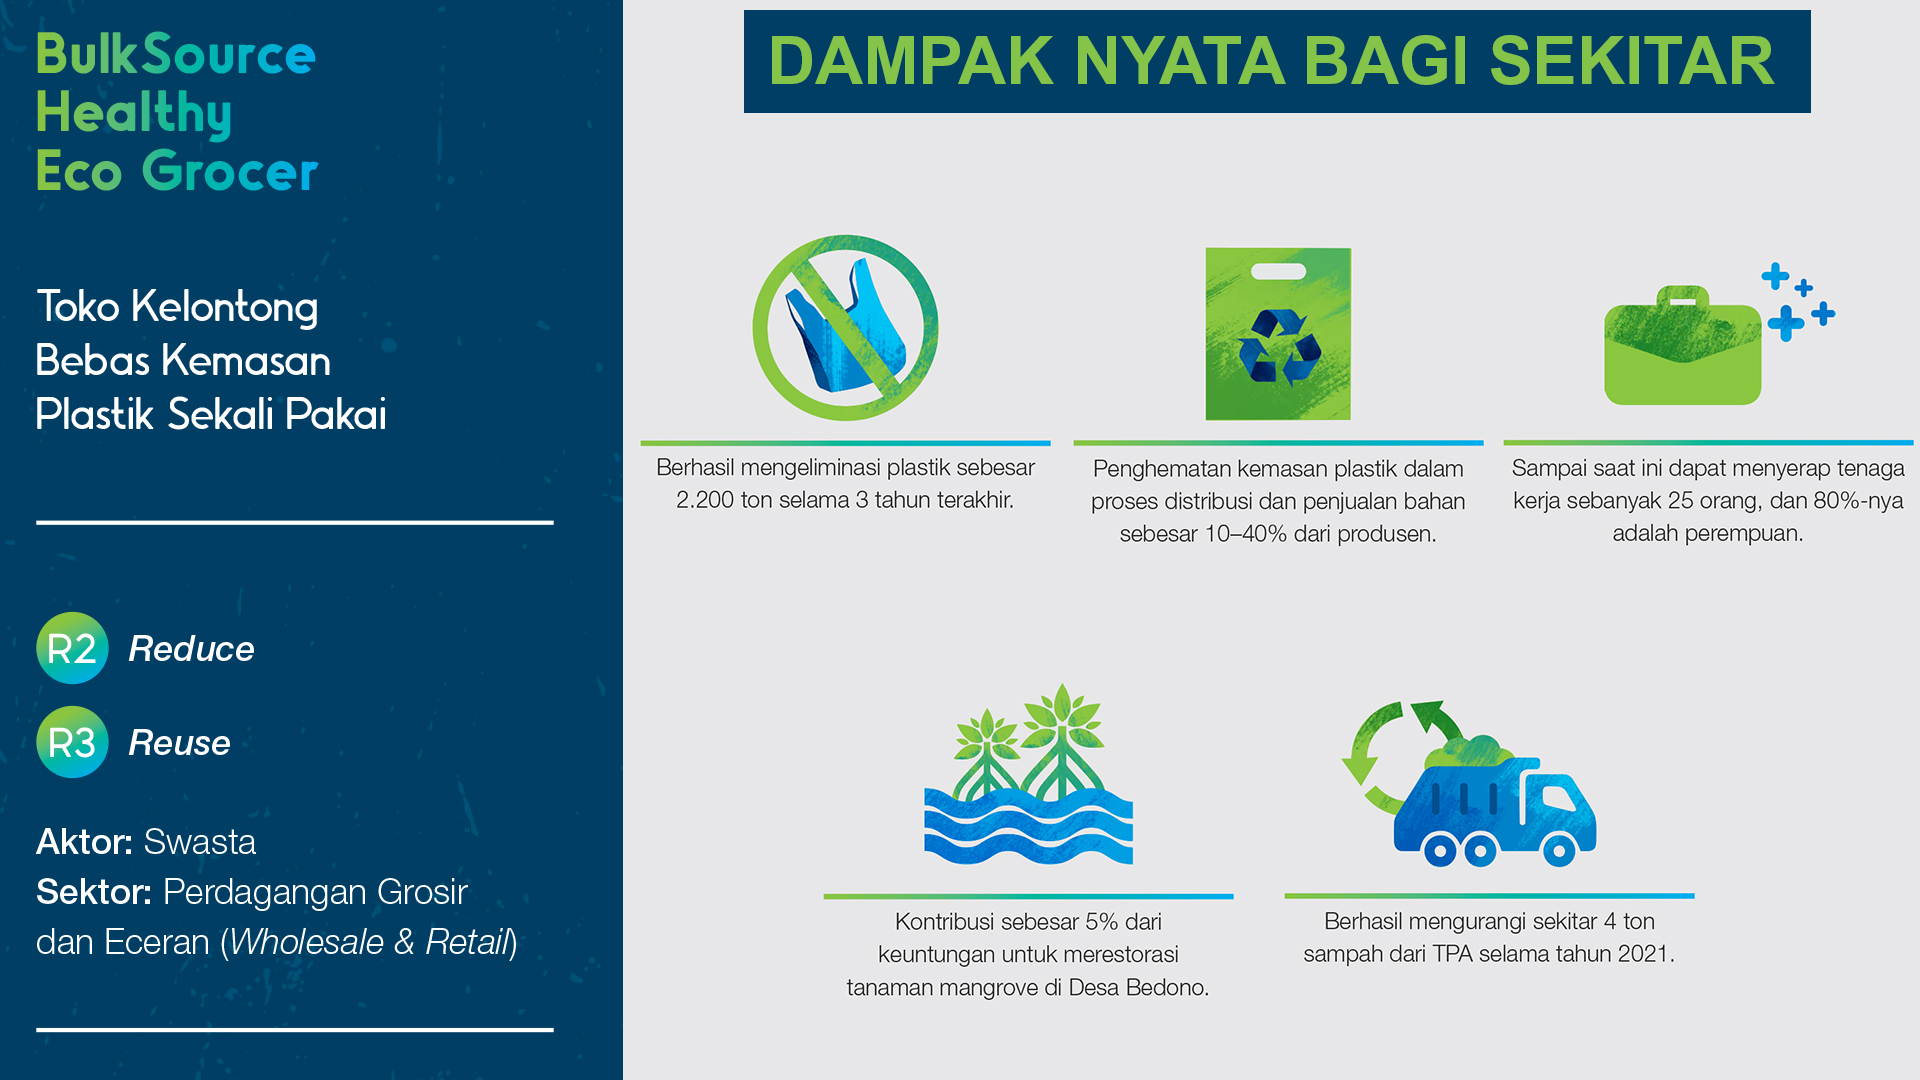 BulkSource
Healthy
Eco Grocer
Toko Kelontong
Bebas Kemasan
Plastik Sekali Pakai
R2 Reduce
R3 Reuse
Aktor: Swasta
Sektor: Perdagangan Grosir
dan Eceran (Wholesale & Retail)
DAMPAK NYATA BAGI SEKITAR
Berhasil mengeliminasi plastik sebesar
2.200 ton selama 3 tahun terakhir.
Penghematan kemasan plastik dalam
proses distribusi dan penjualan bahan
sebesar 10–40% dari produsen.
Sampai saat ini dapat menyerap tenaga
kerja sebanyak 25 orang, dan 80%-nya
adalah perempuan.
Kontribusi sebesar 5% dari
keuntungan untuk merestorasi
tanaman mangrove di Desa Bedono.
Berhasil mengurangi sekitar 4 ton
sampah dari TPA selama tahun 2021.